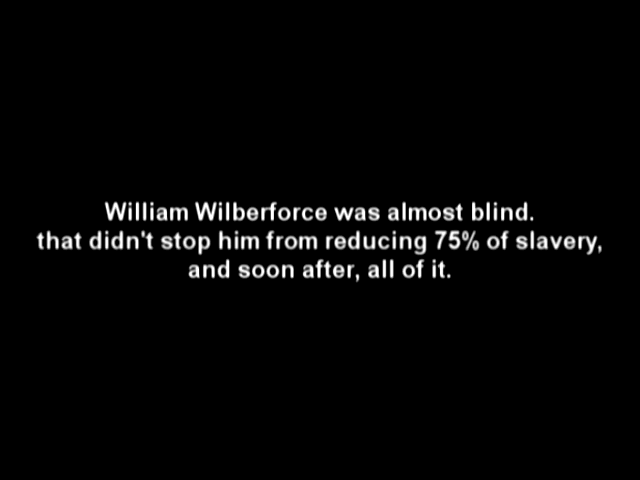 William Wilberforce was almost blind.
that didn't stop him from reducing 75% of slavery,
and soon after, all of it.